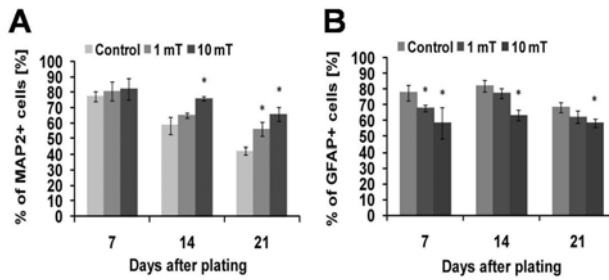 A
Control 1 mT 10 mT
% of MAP2+ cells [%]
100
90
80
70
60
50
40
30
20
10
0
* * *
7 14 21
Days after plating
B
Control 1 mT 10 mT
% of GFAP+ cells [%]
100
90
80
70
60
50
40
30
20
10
0
* * * *
7 14 21
Days after plating